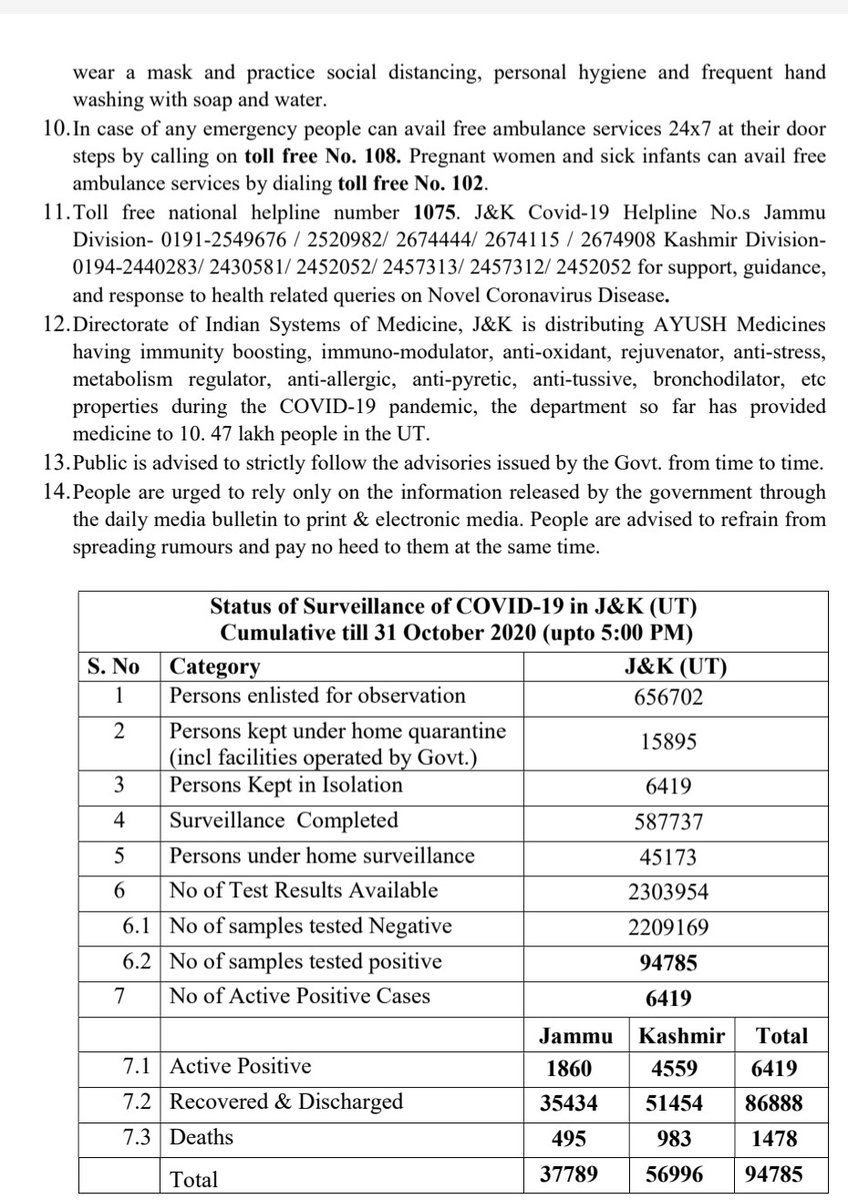 wear a mask and practice social distancing, personal hygiene and frequent hand
washing with soap and water.
10.In case of any emergency people can avail free ambulance services 24x7 at their door
steps by calling on toll free No. 108. Pregnant women and sick infants can avail free
ambulance services by dialing toll free No. 102.
11.Toll free national helpline number 1075. J&K Covid-19 Helpline No.s Jammu
Division- 0191-2549676 / 2520982/ 2674444/ 2674115 / 2674908 Kashmir Division-
0194-2440283/ 2430581/ 2452052/ 2457313/ 2457312/ 2452052 for support, guidance,
and response to health related queries on Novel Coronavirus Disease.
12.Directorate of Indian Systems of Medicine, J&K is distributing AYUSH Medicines
having immunity boosting, immuno-modulator, anti-oxidant, rejuvenator, anti-stress,
metabolism regulator, anti-allergic, anti-pyretic, anti-tussive, bronchodilator, etc
properties during the COVID-19 pandemic, the department so far has provided
medicine to 10. 47 lakh people in the UT.
13.Public is advised to strictly follow the advisories issued by the Govt. from time to time.
14.People are urged to rely only on the information released by the government through
the daily media bulletin to print & electronic media. People are advised to refrain from
spreading rumours and pay no heed to them at the same time.
Status of Surveillance of COVID-19 in J&K (UT)
Cumulative till 31 October 2020 (upto 5:00 PM)
S. No Category J&K (UT)
1 Persons enlisted for observation 656702
2 Persons kept under home quarantine
(incl facilities operated by Govt.) 15895
3 Persons Kept in Isolation 6419
4 Surveillance Completed 587737
5 Persons under home surveillance 45173
6 No of Test Results Available 2303954
6.1 No of samples tested Negative 2209169
6.2 No of samples tested positive 94785
7 No of Active Positive Cases 6419
Jammu Kashmir Total
7.1 Active Positive 1860 4559 6419
7.2 Recovered & Discharged 35434 51454 86888
7.3 Deaths 495 983 1478
Total 37789 56996 94785